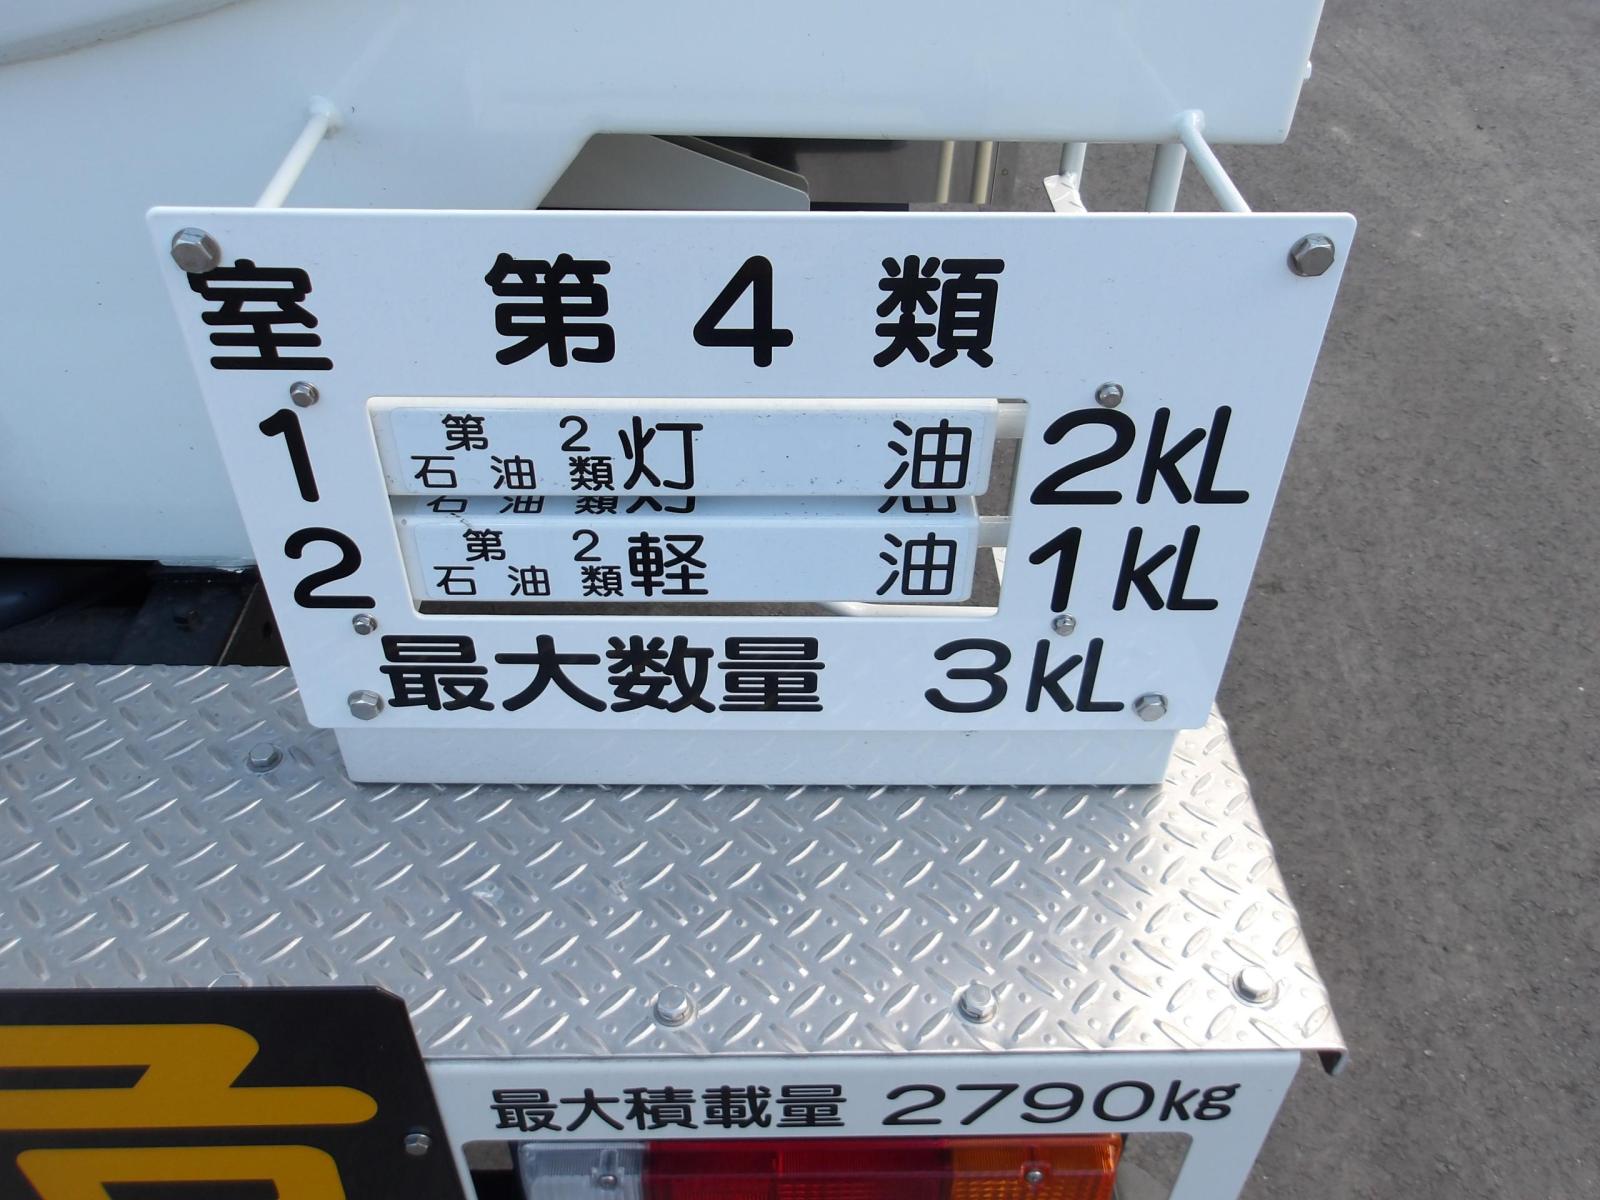 室 第4類
1 第2石油類 灯油 2kL
2 第2石油類 軽油 1kL
最大数量 3kL
最大積載量 2790kg